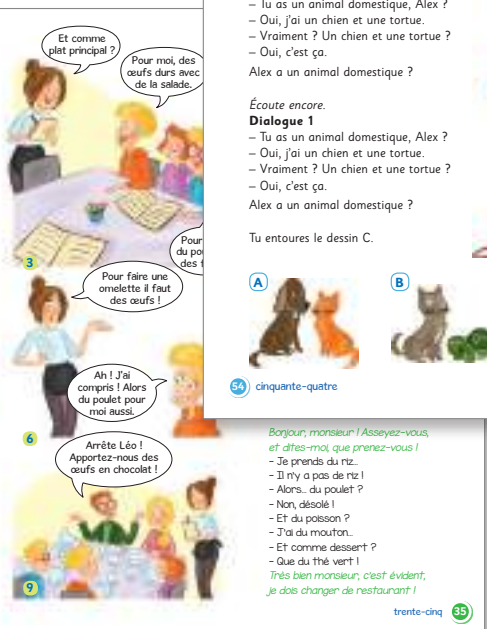 Et comme
plat principal ?
Pour moi, des
œufs durs avec
de la salade.
3
Pour
du
des
Pour faire une
omelette il faut
des œufs !
Ah ! J'ai
compris ! Alors
du poulet pour
moi aussi.
6
Arrête Léo !
Apportez-nous des
œufs en chocolat !
9
– Tu as un animal domestique, Alex ?
– Oui, j'ai un chien et une tortue.
– Vraiment ? Un chien et une tortue ?
– Oui, c'est ça.
Alex a un animal domestique ?
Écoute encore.
Dialogue 1
– Tu as un animal domestique, Alex ?
– Oui, j'ai un chien et une tortue.
– Vraiment ? Un chien et une tortue ?
– Oui, c'est ça.
Alex a un animal domestique ?
Tu entoures le dessin C.
A
B
54 cinquante-quatre
Bonjour, monsieur ! Asseyez-vous,
et dites-moi, que prenez-vous !
- Je prends du riz...
- Il n'y a pas de riz !
- Alors... du poulet ?
- Non, désolé !
- Et du poisson ?
- J'ai du mouton...
- Et comme dessert ?
- Que du thé vert !
Très bien monsieur, c'est évident,
je dois changer de restaurant !
trente-cinq 35